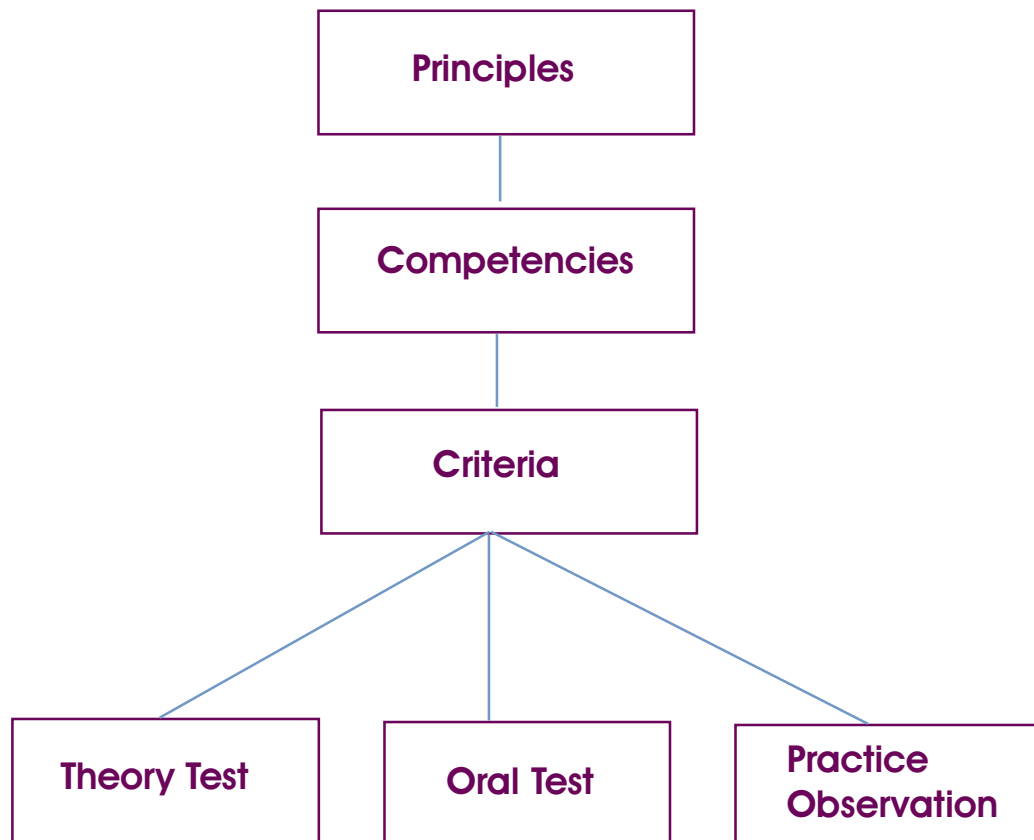 Principles
Competencies
Criteria
Theory Test
Oral Test
Practice
Observation